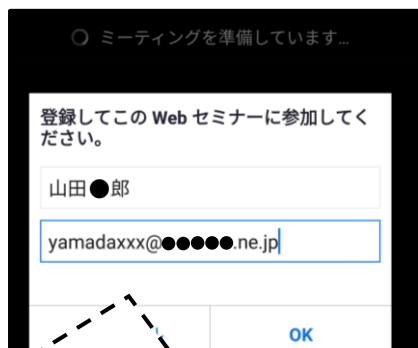 ミーティングを準備しています...
登録してこの Web セミナーに参加してく
ださい。
山田●郎
yamadaxxx@●●●●●.ne.jp
OK